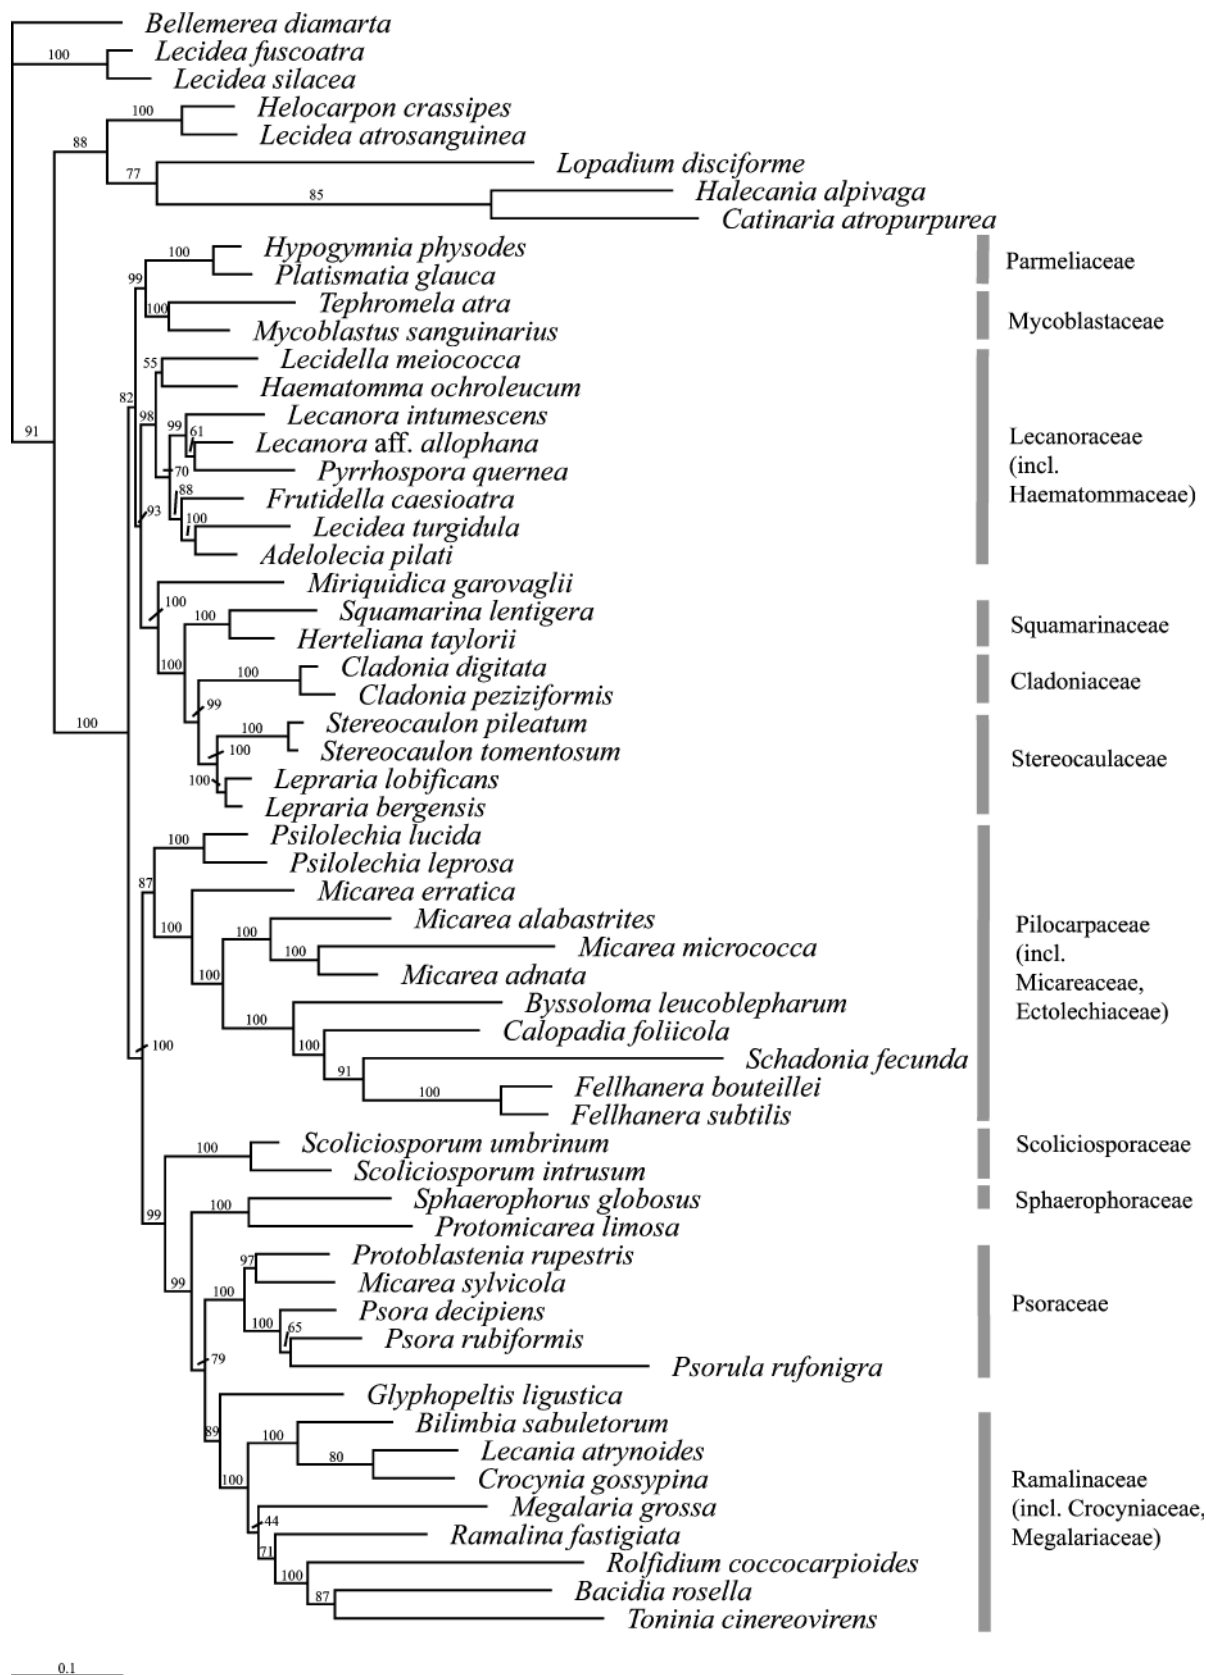 Bellemerea diamarta
100
Lecidea fuscoatra
Lecidea silacea
100
Helocarpon crassipes
88
Lecidea atrosanguinea
Lopadium disciforme
77
85
Halecania alpivaga
Catinaria atropurpurea
100
Hypogymnia physodes
Parmeliaceae
99
Platismatia glauca
100
Tephromela atra
Mycoblastaceae
Mycoblastus sanguinarius
55
Lecidella meiococca
82
Haematomma ochroleucum
98
Lecanora intumescens
91
99
61
Lecanora aff. allophana
Lecanoraceae
(incl.
Haematommaceae)
70
Pyrrhospora quernea
88
Frutidella caesioatra
93
100
Lecidea turgidula
Adelolecia pilati
Miriquidica garovaglii
100
100
Squamarina lentigera
Squamarinaceae
Herteliana taylorii
100
100
Cladonia digitata
Cladoniaceae
Cladonia peziziformis
99
100
100
Stereocaulon pileatum
100
Stereocaulon tomentosum
Stereocaulaceae
100
Lepraria lobificans
Lepraria bergensis
100
Psilolechia lucida
Psilolechia leprosa
87
Micarea erratica
100
100
Micarea alabastrites
Pilocarpaceae
(incl.
Micareaceae,
Ectolechiaceae)
100
Micarea micrococca
100
Micarea adnata
100
Byssoloma leucoblepharum
100
Calopadia foliicola
100
91
Schadonia fecunda
100
Fellhanera bouteillei
Fellhanera subtilis
100
Scoliciosporum umbrinum
Scoliciosporaceae
Scoliciosporum intrusum
99
100
Sphaerophorus globosus
Sphaerophoraceae
Protomicarea limosa
97
Protoblastenia rupestris
99
100
Micarea sylvicola
Psoraceae
100
Psora decipiens
65
Psora rubiformis
79
Psorula rufonigra
Glyphopeltis ligustica
89
100
Bilimbia sabuletorum
80
Lecania atrynoides
100
Crocynia gossypina
Ramalinaceae
(incl. Crocyniaceae,
Megalariaceae)
44
Megalaria grossa
71
Ramalina fastigiata
100
Rolfidium coccocarpioides
87
Bacidia rosella
Toninia cinereovirens
0.1